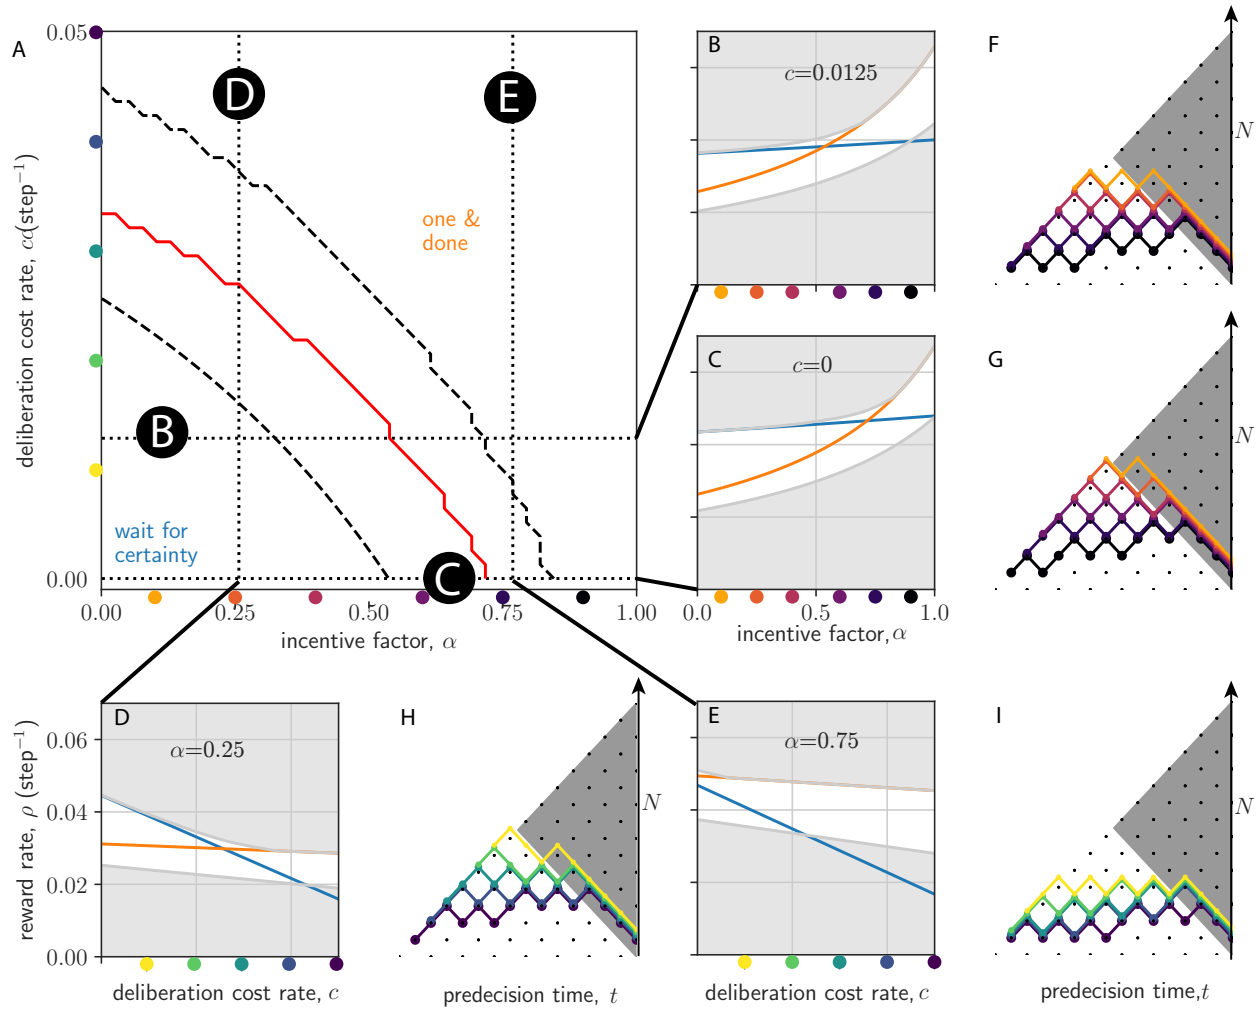 A
0.05
deliberation cost rate, cd(step⁻¹)
0.00
D
E
B
C
one &
done
wait for
certainty
0.00
0.25
0.50
0.75
1.00
incentive factor, α
B
c=0.0125
C
c=0
0.0
0.5
1.0
incentive factor, α
F
N
G
N
D
α=0.25
0.06
0.04
0.02
0.00
reward rate, ρ (step⁻¹)
deliberation cost rate, c
H
N
predecision time, t
E
α=0.75
deliberation cost rate, c
I
N
predecision time,t